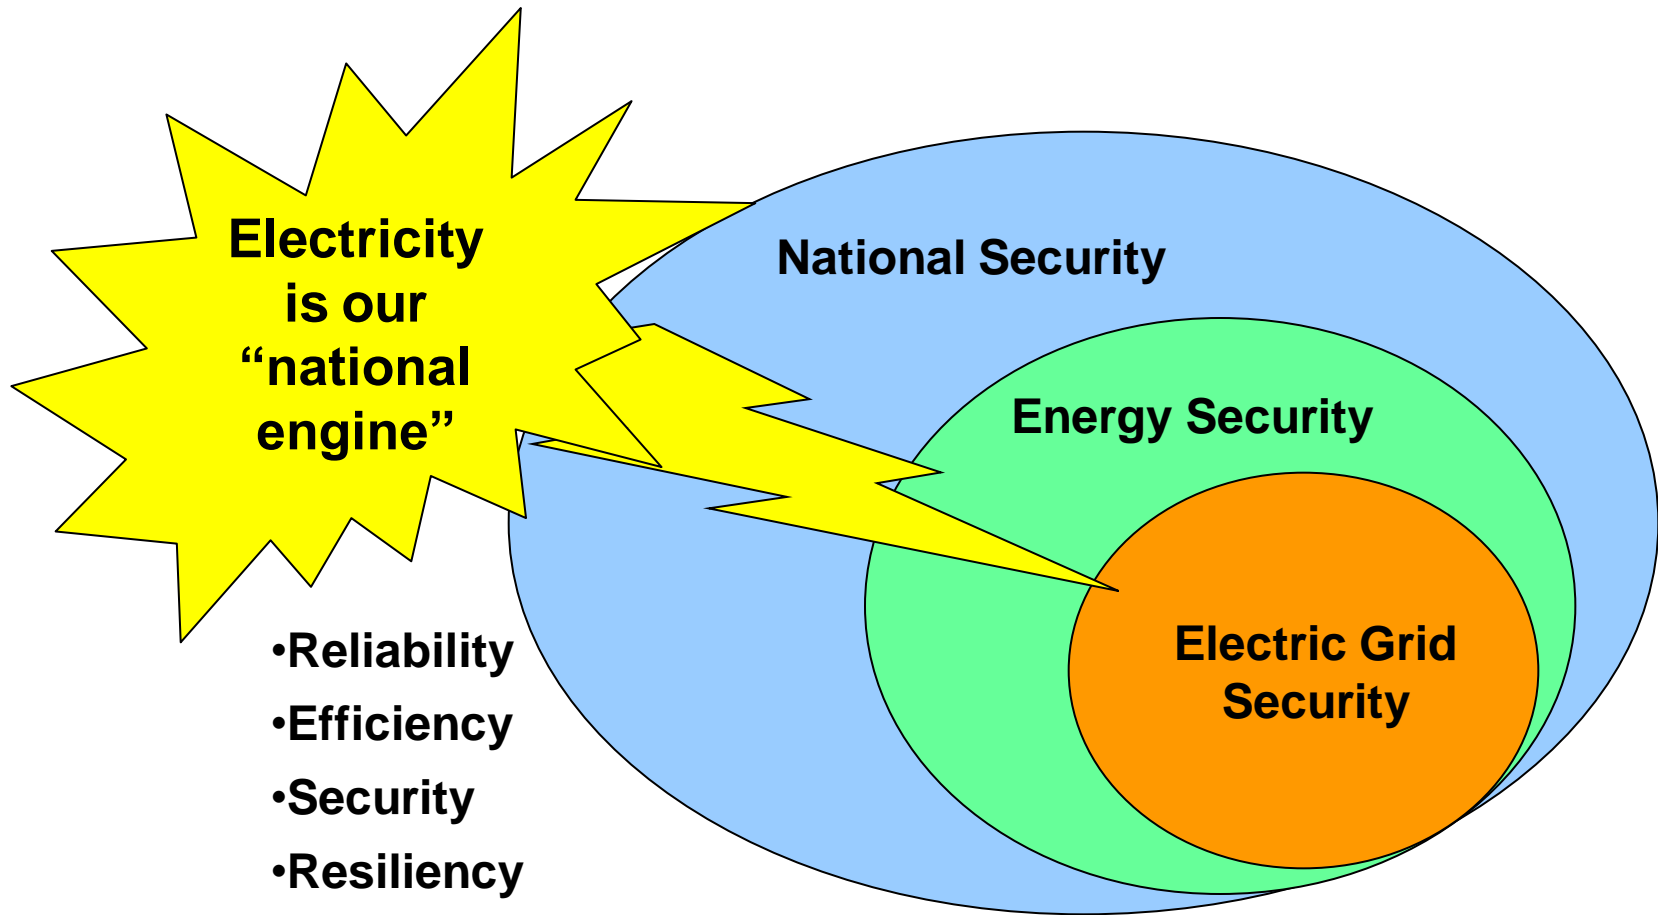 Electricity
is our
“national
engine”
National Security
Energy Security
Electric Grid
Security
•Reliability
•Efficiency
•Security
•Resiliency